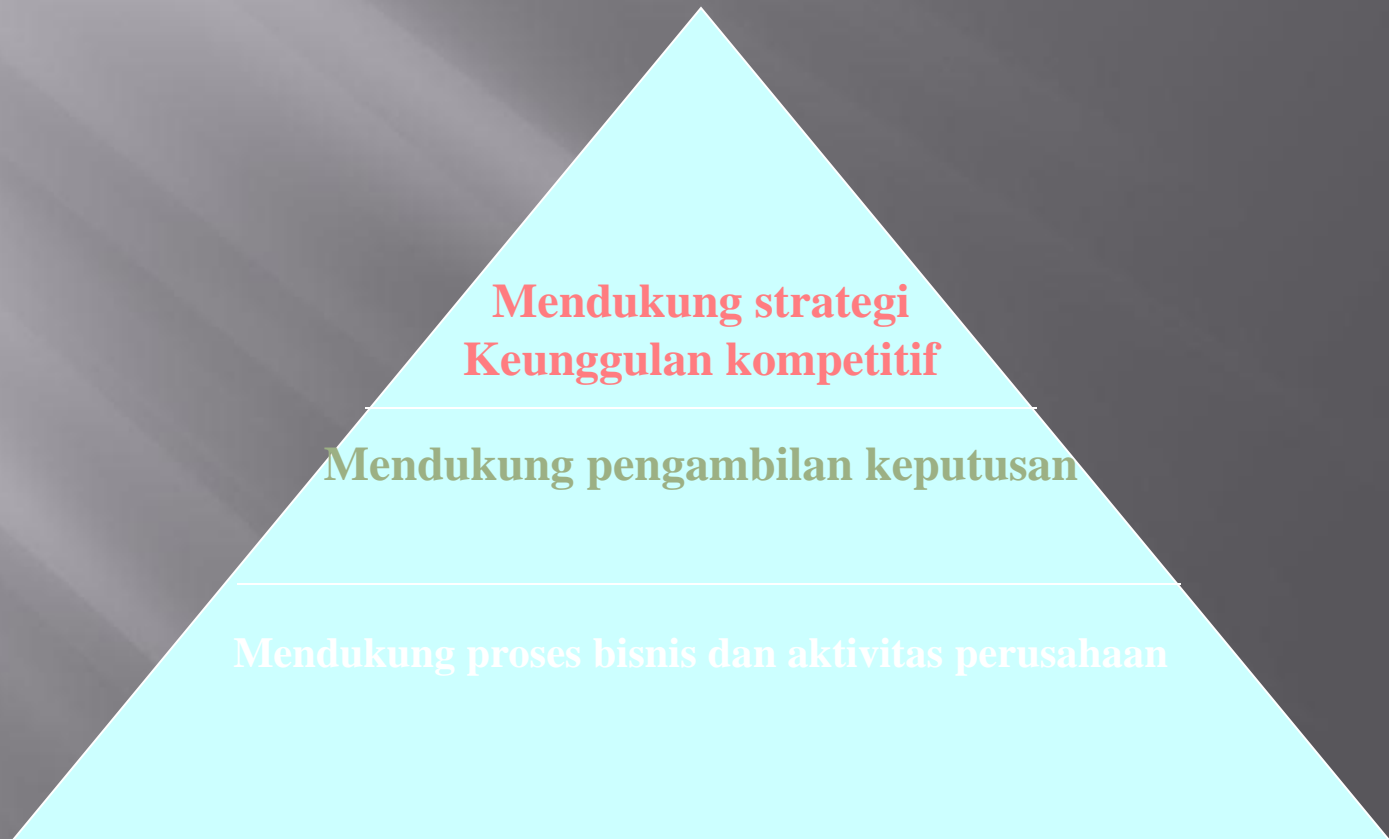 Mendukung strategi
Keunggulan kompetitif
Mendukung pengambilan keputusan
Mendukung proses bisnis dan aktivitas perusahaan